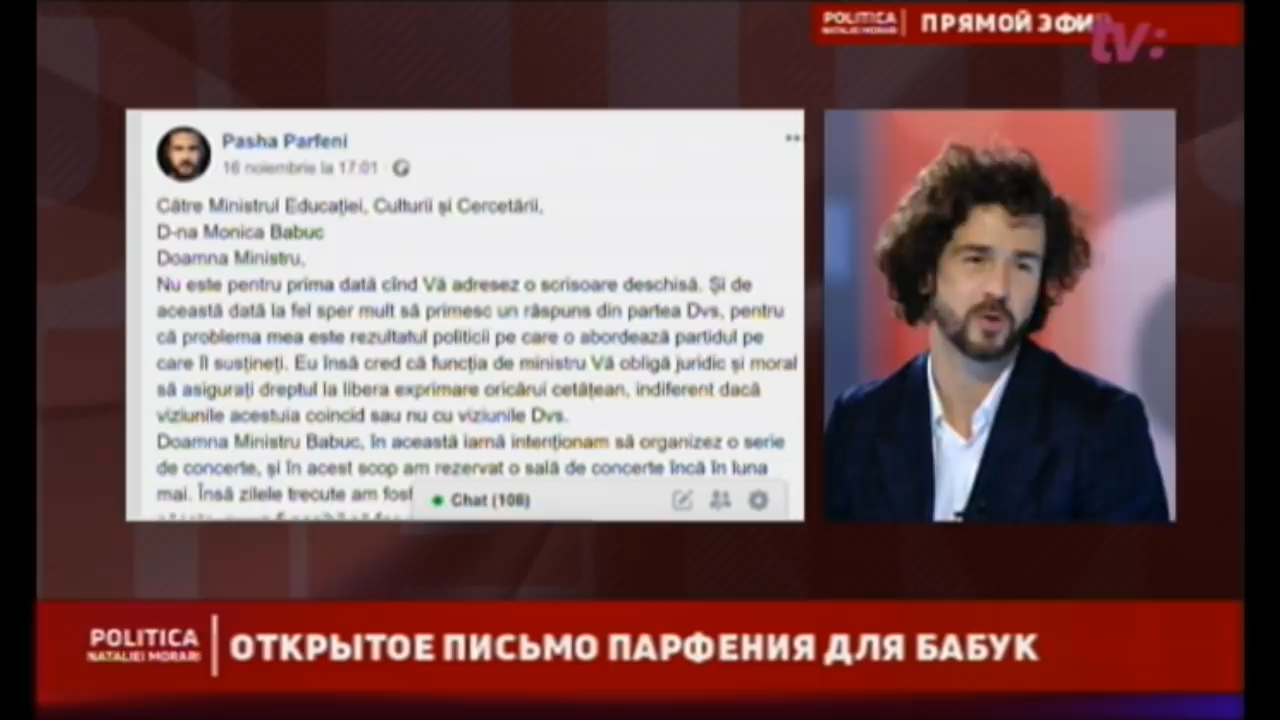 POLITICA
NATALIEI MORARI
ПРЯМОЙ ЭФИ
tv:
Pasha Parfeni
16 noiembrie la 17:01
Către Ministrul Educației, Culturii și Cercetării,
D-na Monica Babuc
Doamna Ministru,
Nu este pentru prima dată cînd Vă adresez o scrisoare deschisă. Și de
această dată la fel sper mult să primesc un răspuns din partea Dvs, pentru
că problema mea este rezultatul politicii pe care o abordează partidul pe
care îl susțineți. Eu însă cred că funcția de ministru Vă obligă juridic și moral
să asigurați dreptul la libera exprimare oricărui cetățean, indiferent dacă
viziunile acestuia coincid sau nu cu viziunile Dvs.
Doamna Ministru Babuc, în această iarnă intenționam să organizez o serie
de concerte, și în acest scop am rezervat o sală de concerte încă în luna
mai. Însă zilele trecute am fost
Chat (108)
POLITICA
NATALIEI MORARI
ОТКРЫТОЕ ПИСЬМО ПАРФЕНИЯ ДЛЯ БАБУК